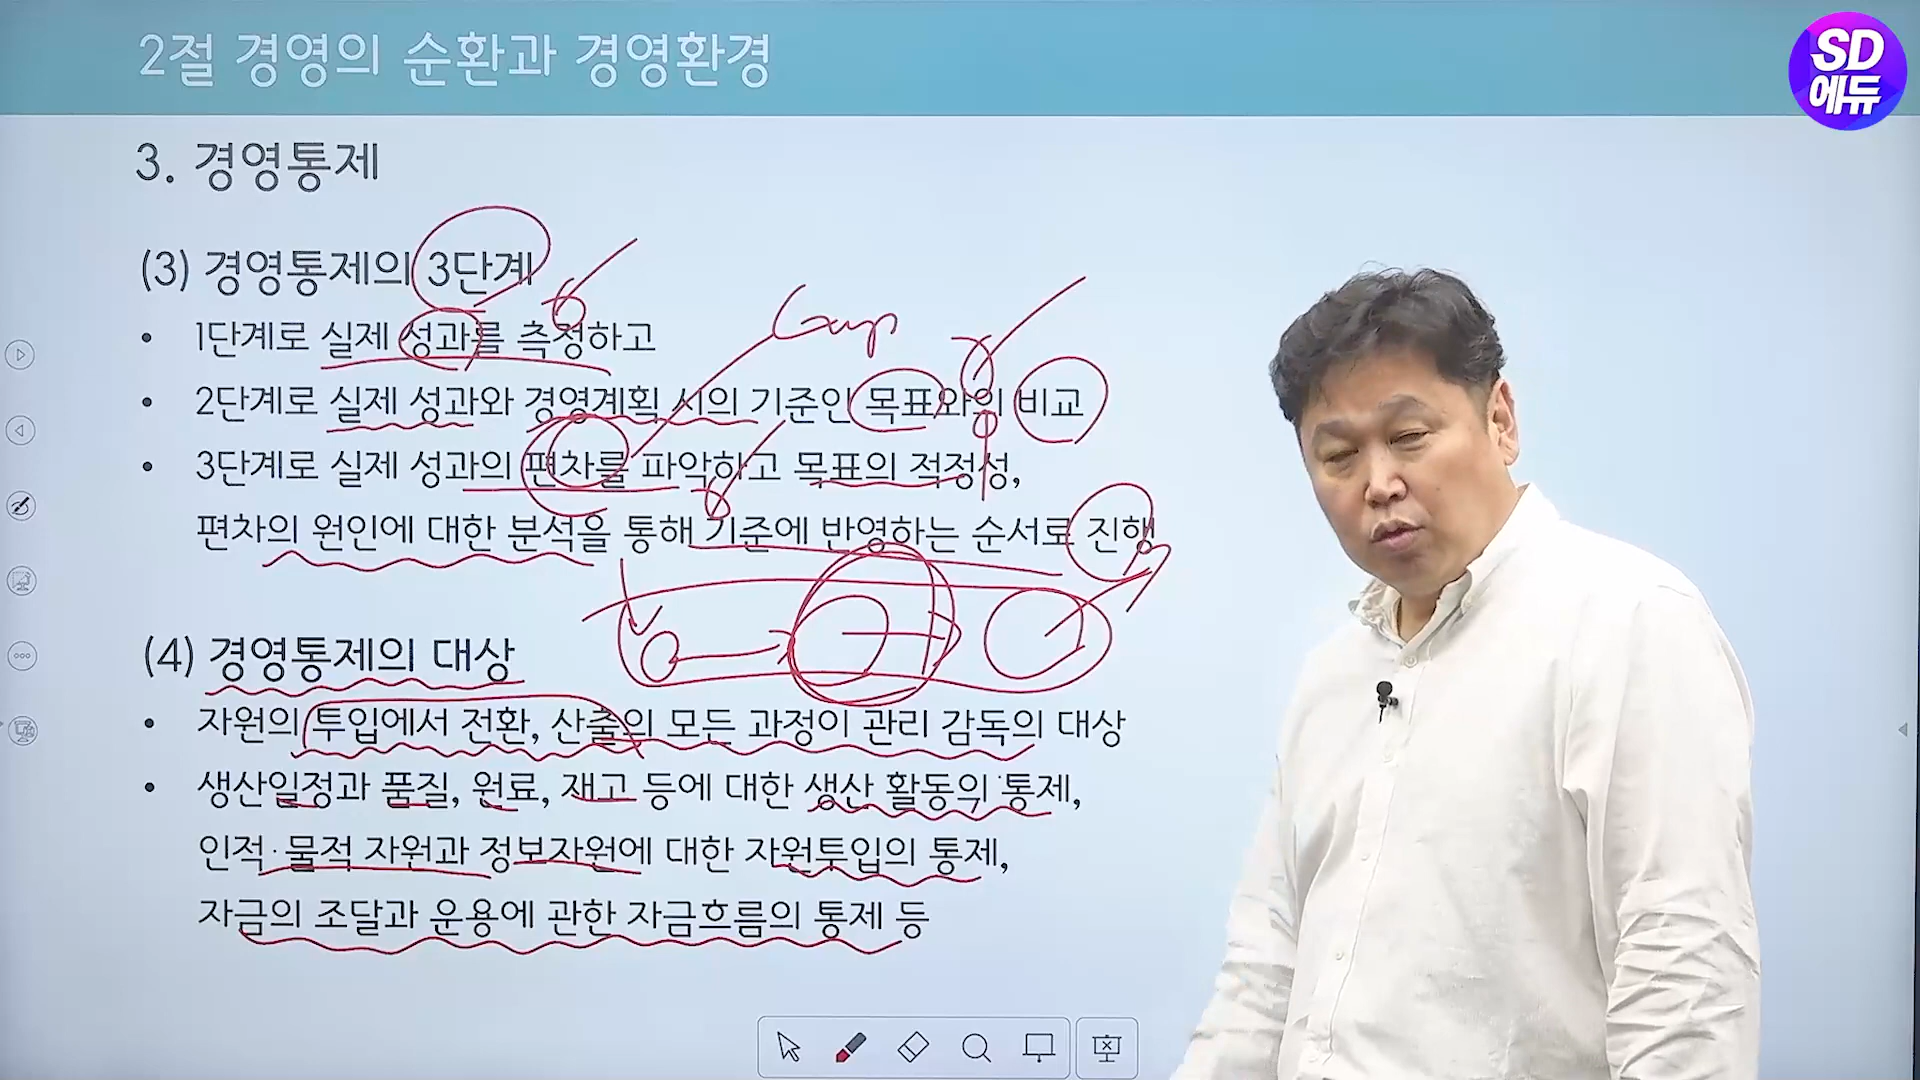 2절 경영의 순환과 경영환경
SD
에듀
3. 경영통제
(3) 경영통제의 3단계
• 1단계로 실제 성과를 측정하고
Gap
• 2단계로 실제 성과와 경영계획 시의 기준인 목표와의 비교
• 3단계로 실제 성과의 편차를 파악하고 목표의 적정성,
편차의 원인에 대한 분석을 통해 기준에 반영하는 순서로 진행
(4) 경영통제의 대상
• 자원의 투입에서 전환, 산출의 모든 과정이 관리 감독의 대상
• 생산일정과 품질, 원료, 재고 등에 대한 생산 활동의 통제,
인적·물적 자원과 정보자원에 대한 자원투입의 통제,
자금의 조달과 운용에 관한 자금흐름의 통제 등